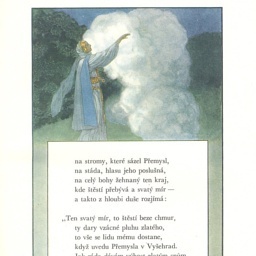 na stromy, které sázel Přemysl,
na stáda, hlasu jeho poslušná,
na celý bohy žehnaný ten kraj,
kde štěstí přebývá a svatý mír —
a takto z hloubi duše rozjímá:
„Ten svatý mír, to štěstí beze chmur,
ty dary vzácné pluhu zlatého,
to vše se lidu mému dostane,
když uvedu Přemysla v Vyšehrad.